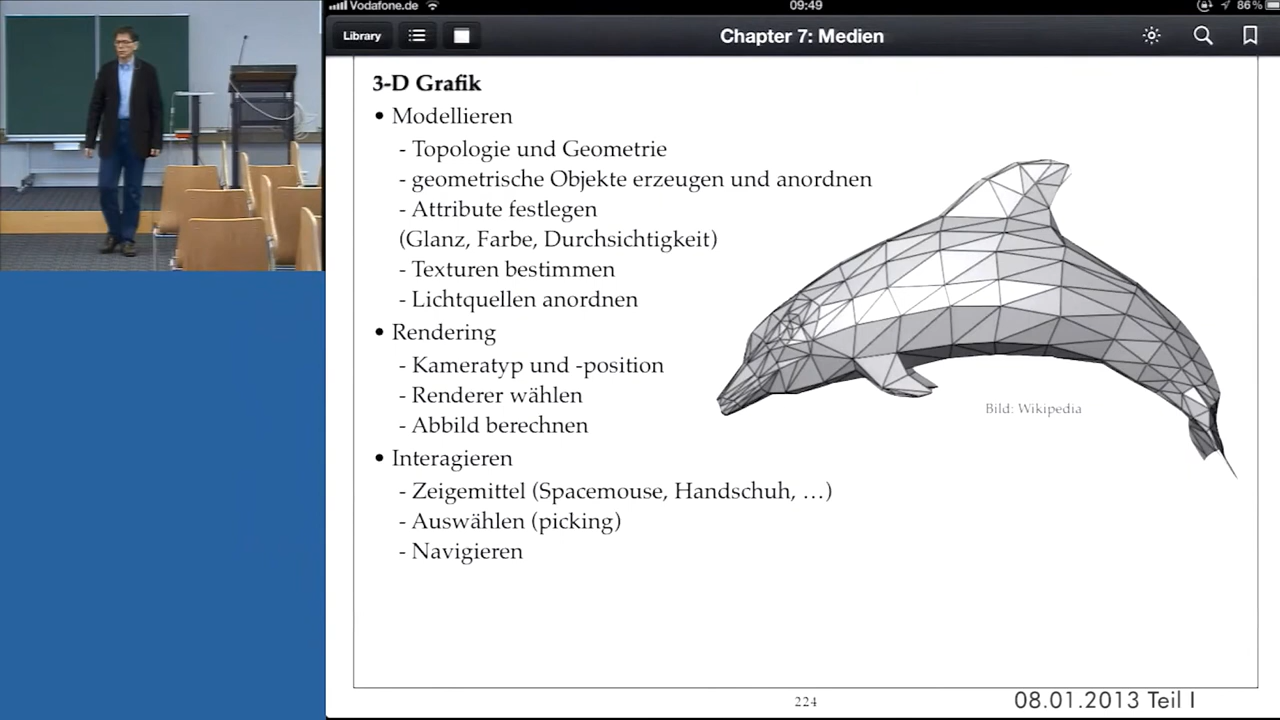 Vodafone.de
09:49
86%
Library
Chapter 7: Medien
3-D Grafik
• Modellieren
- Topologie und Geometrie
- geometrische Objekte erzeugen und anordnen
- Attribute festlegen
(Glanz, Farbe, Durchsichtigkeit)
- Texturen bestimmen
- Lichtquellen anordnen
• Rendering
- Kameratyp und -position
- Renderer wählen
- Abbild berechnen
• Interagieren
- Zeigemittel (Spacemouse, Handschuh, …)
- Auswählen (picking)
- Navigieren
Bild: Wikipedia
224
08.01.2013 Teil I